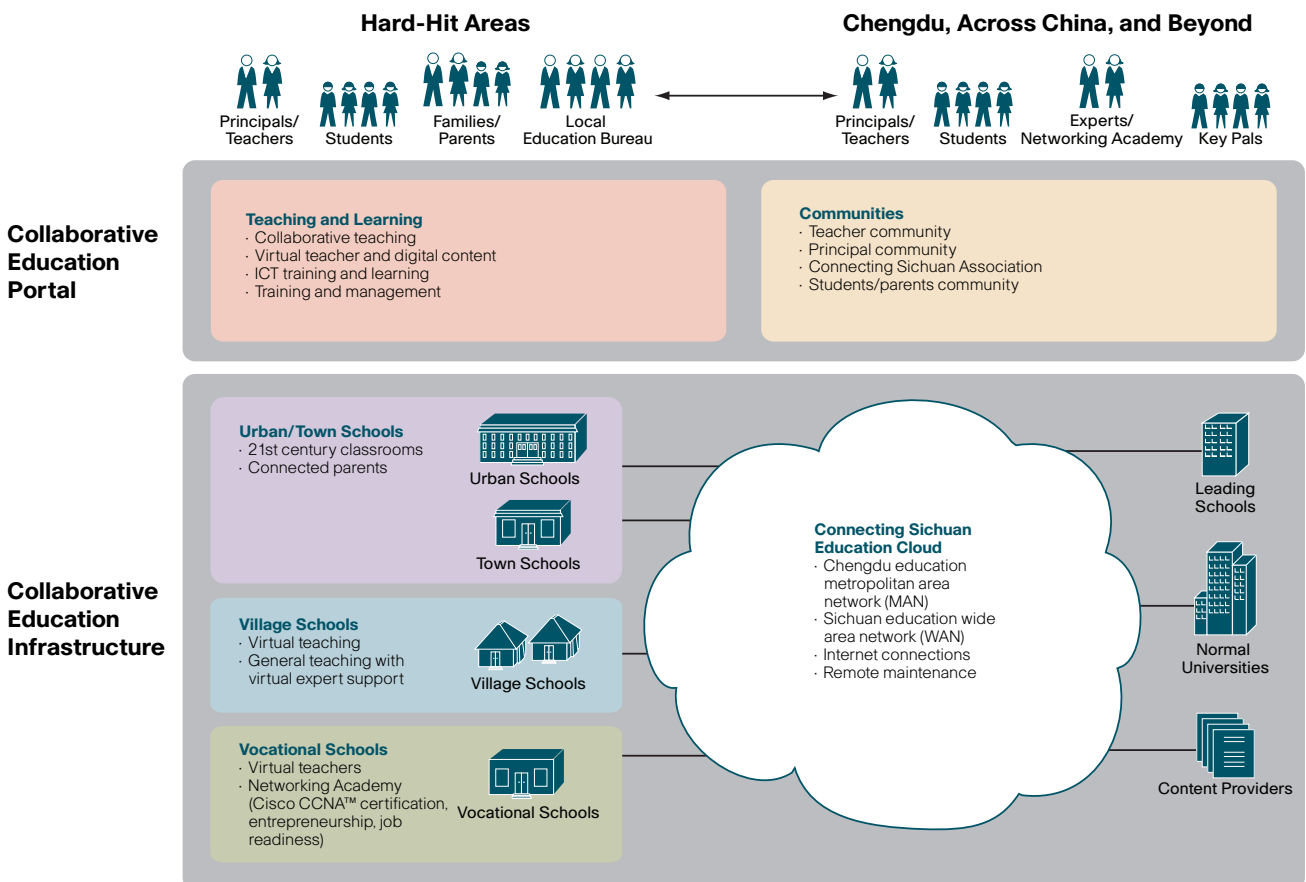 Hard-Hit Areas
Chengdu, Across China, and Beyond
Principals/
Teachers
Students
Families/
Parents
Local
Education Bureau
Principals/
Teachers
Students
Experts/
Networking Academy
Key Pals
Collaborative
Education
Portal
Teaching and Learning
· Collaborative teaching
· Virtual teacher and digital content
· ICT training and learning
· Training and management
Communities
· Teacher community
· Principal community
· Connecting Sichuan Association
· Students/parents community
Collaborative
Education
Infrastructure
Urban/Town Schools
· 21st century classrooms
· Connected parents
Urban Schools
Town Schools
Village Schools
· Virtual teaching
· General teaching with
virtual expert support
Village Schools
Vocational Schools
· Virtual teachers
· Networking Academy
(Cisco CCNA™ certification,
entrepreneurship, job
readiness)
Vocational Schools
Connecting Sichuan
Education Cloud
· Chengdu education
metropolitan area
network (MAN)
· Sichuan education wide
area network (WAN)
· Internet connections
· Remote maintenance
Leading
Schools
Normal
Universities
Content Providers